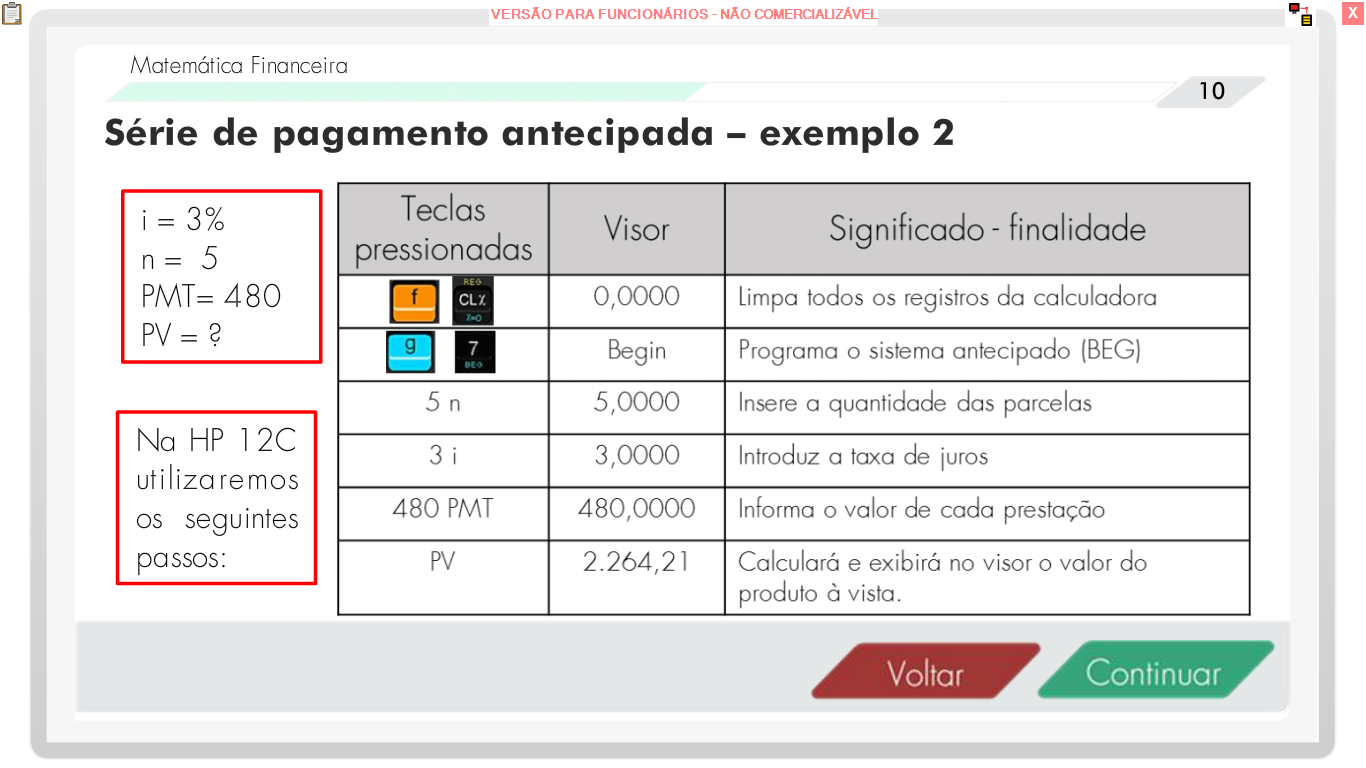 VERSÃO PARA FUNCIONÁRIOS - NÃO COMERCIALIZÁVEL
X
Matemática Financeira
10
Série de pagamento antecipada – exemplo 2
i = 3%
n = 5
PMT= 480
PV = ?
Na HP 12C
utilizaremos
os seguintes
passos:
Teclas
pressionadas
Visor
Significado - finalidade
f
REG
CLX
X=0
0,0000
Limpa todos os registros da calculadora
g
7
BEG
Begin
Programa o sistema antecipado (BEG)
5 n
5,0000
Insere a quantidade das parcelas
3 i
3,0000
Introduz a taxa de juros
480 PMT
480,0000
Informa o valor de cada prestação
PV
2.264,21
Calculará e exibirá no visor o valor do
produto à vista.
Voltar
Continuar